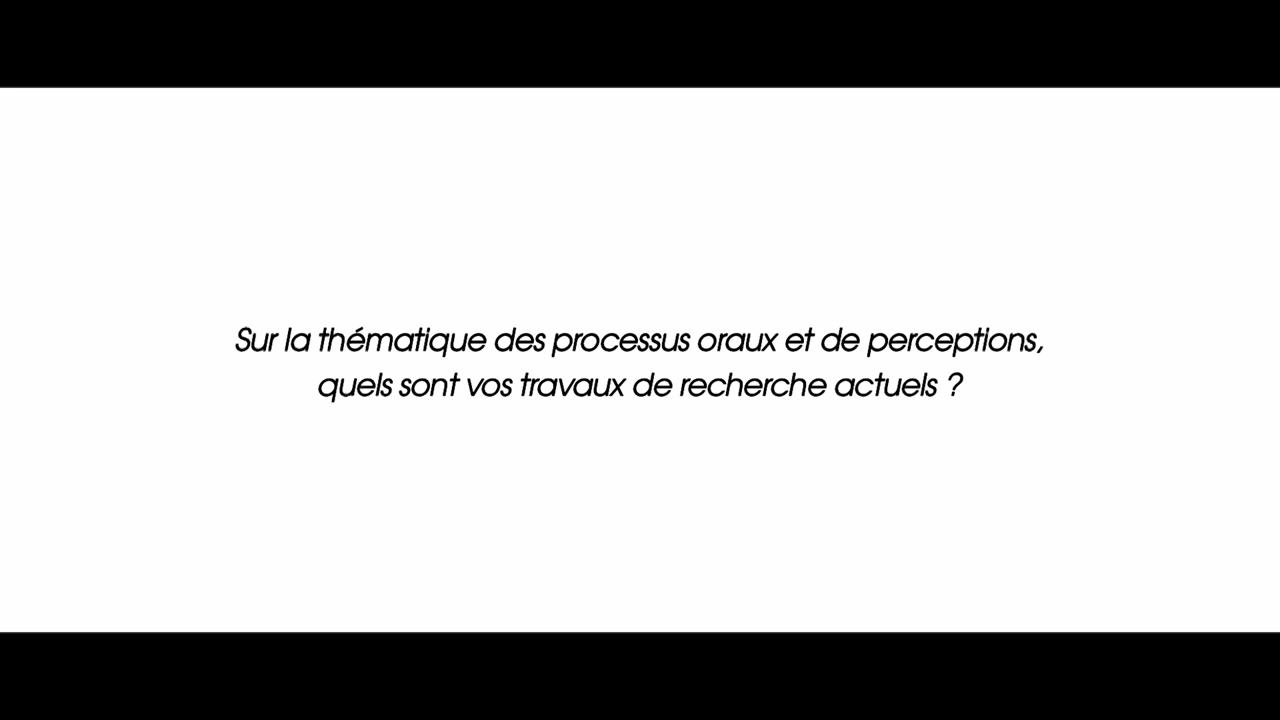 Sur la thématique des processus oraux et de perceptions,
quels sont vos travaux de recherche actuels ?